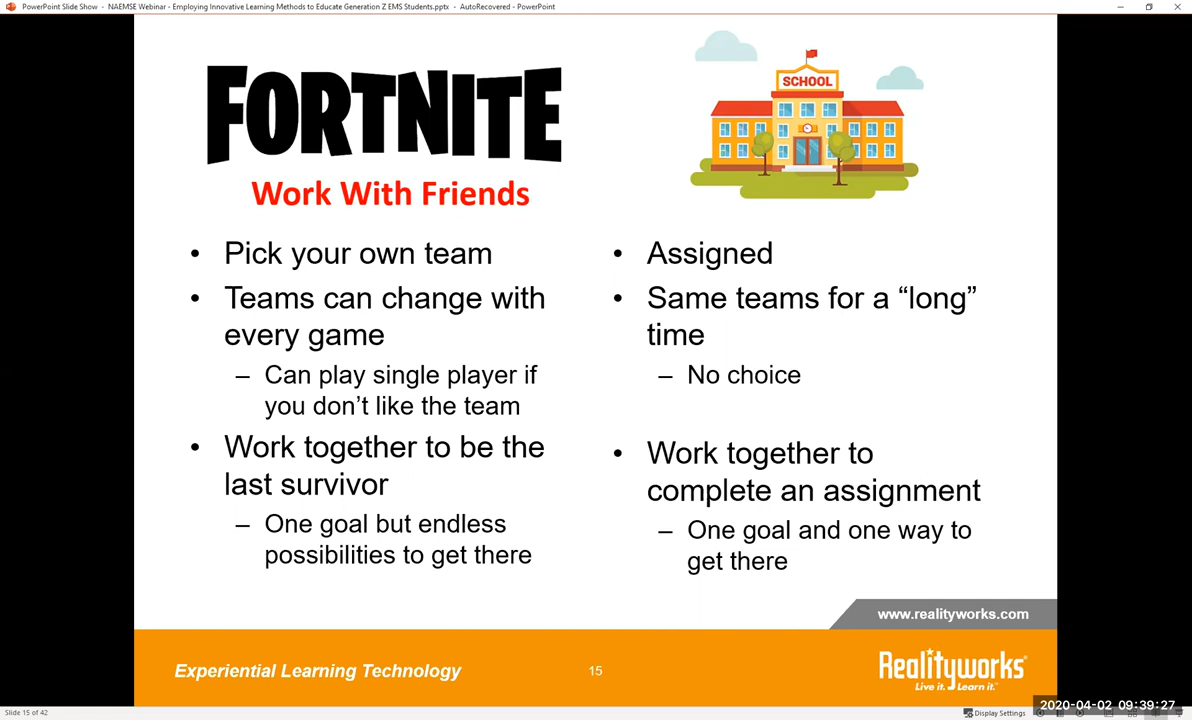 PowerPoint Slide Show - NAEMSE Webinar - Employing Innovative Learning Methods to Educate Generation Z EMS Students.pptx - AutoRecovered - PowerPoint
FORTNITE
Work With Friends
• Pick your own team
• Teams can change with
every game
– Can play single player if
you don’t like the team
• Work together to be the
last survivor
– One goal but endless
possibilities to get there
SCHOOL
• Assigned
• Same teams for a “long”
time
– No choice
• Work together to
complete an assignment
– One goal and one way to
get there
www.realityworks.com
Experiential Learning Technology
15
Realityworks®
Live it. Learn it.™
2020-04-02 09:39:27
Slide 15 of 42
Display Settings